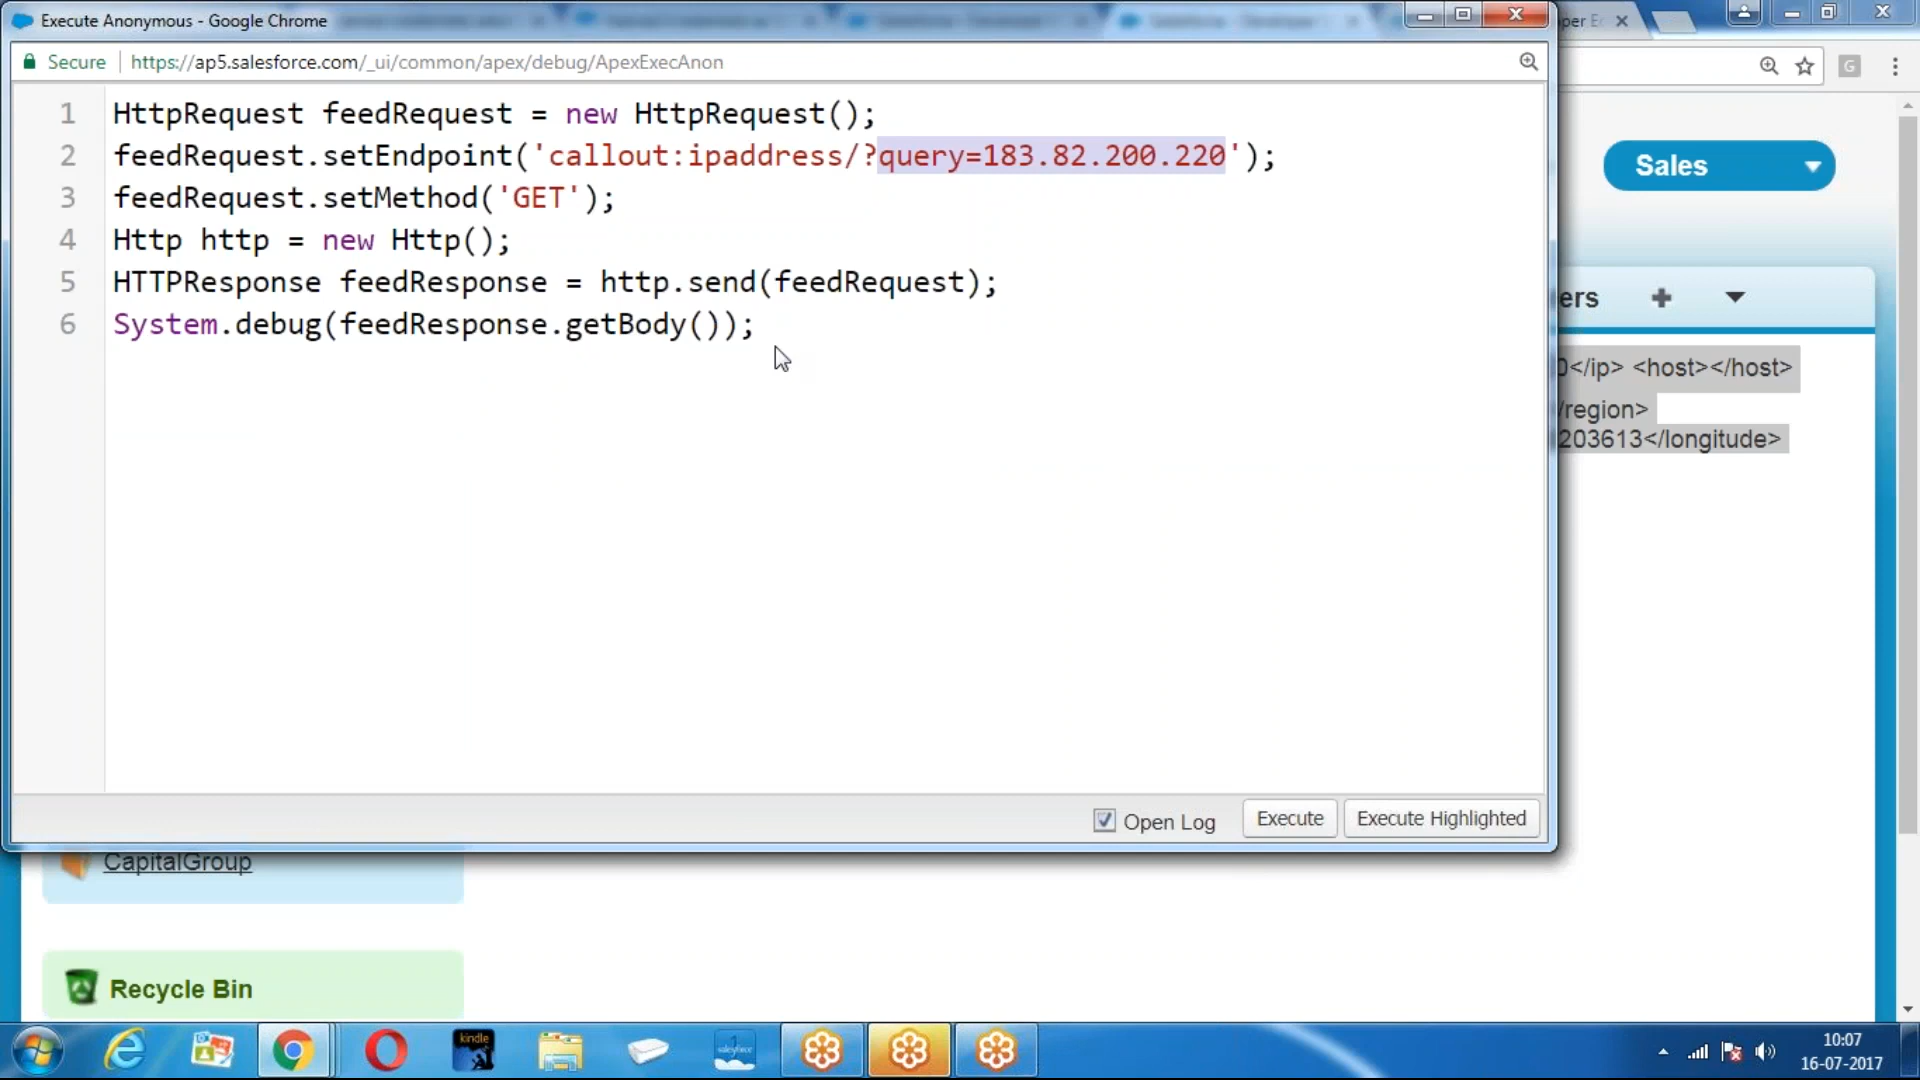 Execute Anonymous - Google Chrome
Secure
https://ap5.salesforce.com/_ui/common/apex/debug/ApexExecAnon
1 HttpRequest feedRequest = new HttpRequest();
2 feedRequest.setEndpoint('callout:ipaddress/?query=183.82.200.220');
3 feedRequest.setMethod('GET');
4 Http http = new Http();
5 HTTPResponse feedResponse = http.send(feedRequest);
6 System.debug(feedResponse.getBody());
Open Log
Execute
Execute Highlighted
G
Sales
ers
0</ip> <host></host>
/region>
203613</longitude>
CapitalGroup
Recycle Bin
kindle
10:07
16-07-2017